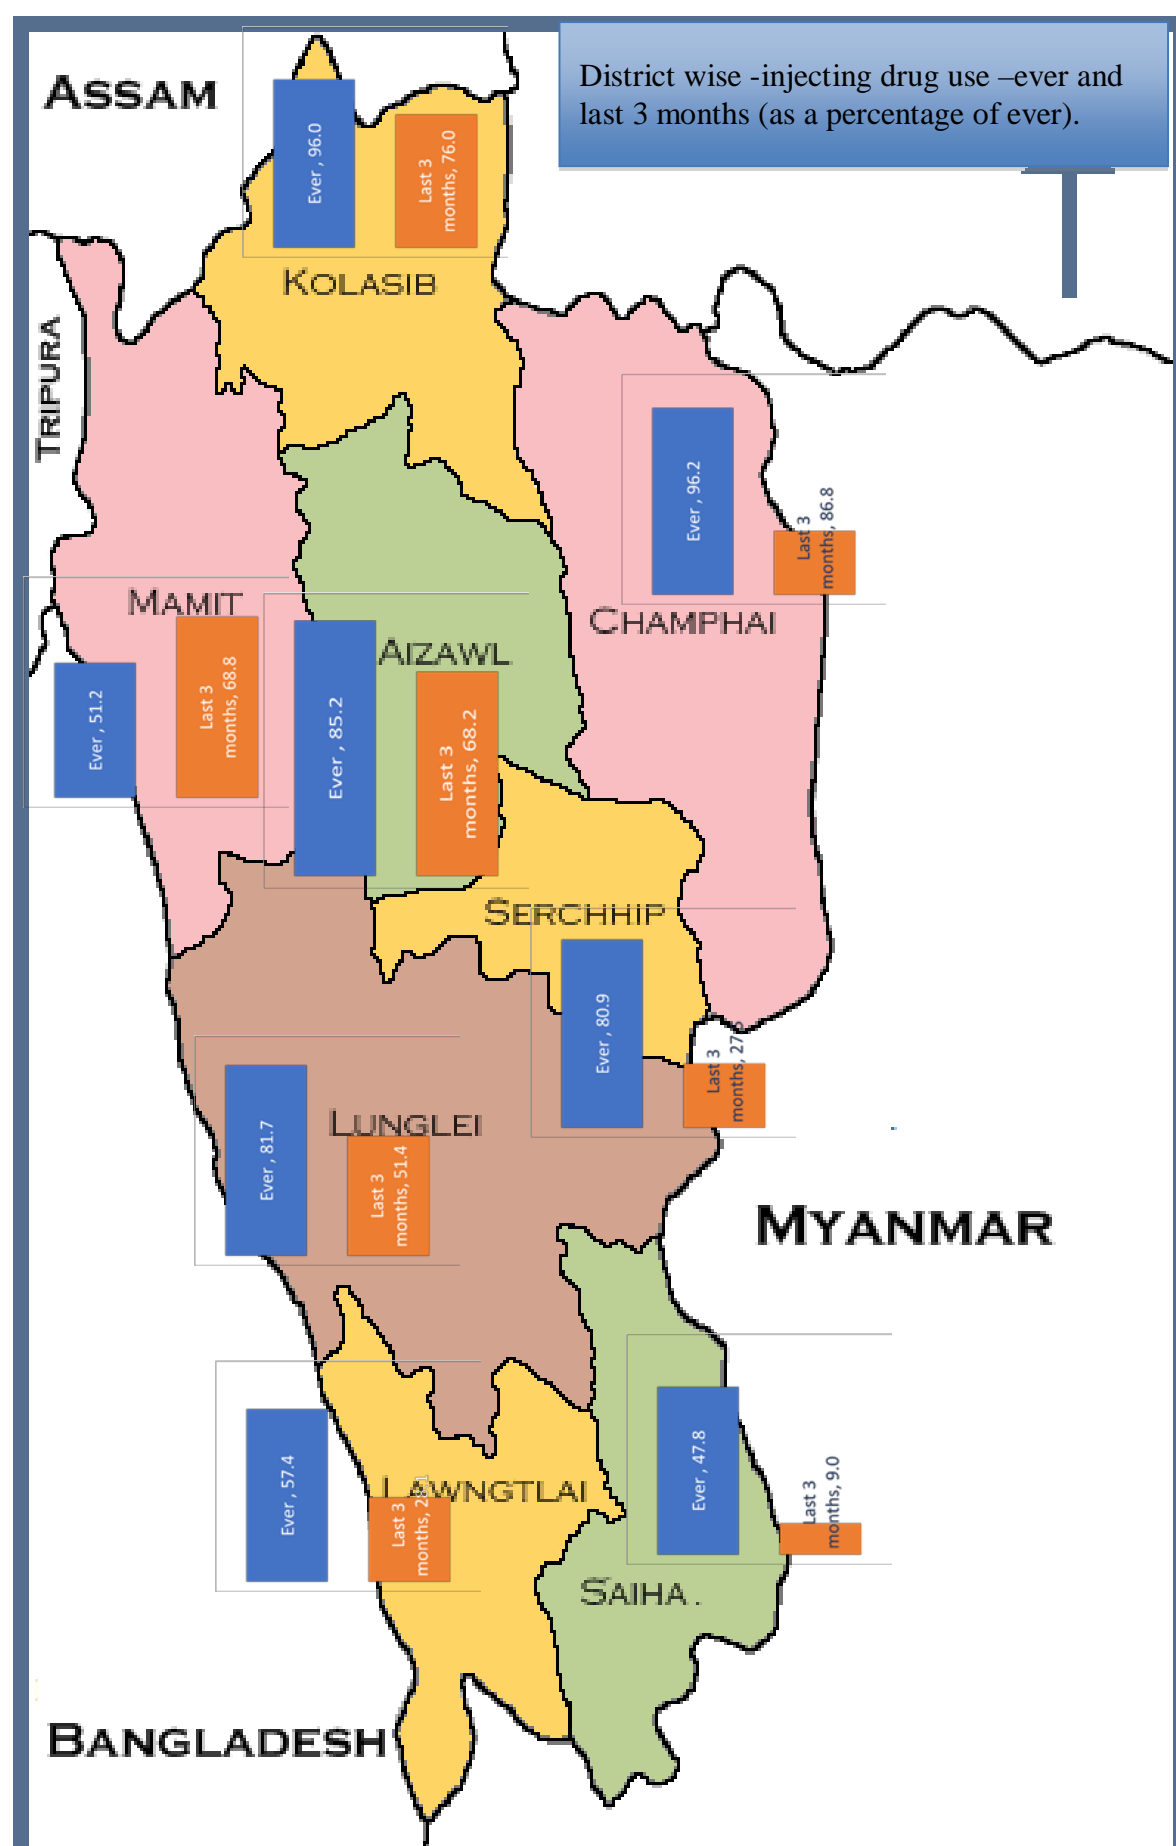 District wise -injecting drug use –ever and
last 3 months (as a percentage of ever).
ASSAM
Ever , 96.0
Last 3
months, 76.0
KOLASIB
TRIPURA
Ever , 96.2
Last 3
months, 86.8
CHAMPHAI
MAMIT
Ever , 51.2
Last 3
months, 68.8
AIZAWL
Ever , 85.2
Last 3
months, 68.2
SERCHHIP
Ever , 80.9
Last 3
months,
LUNGLEI
Ever , 81.7
Last 3
months, 51.4
MYANMAR
Ever , 57.4
Last 3
months,
LAWNGTLAI
Ever , 47.8
Last 3
months, 9.0
SAIHA .
BANGLADESH